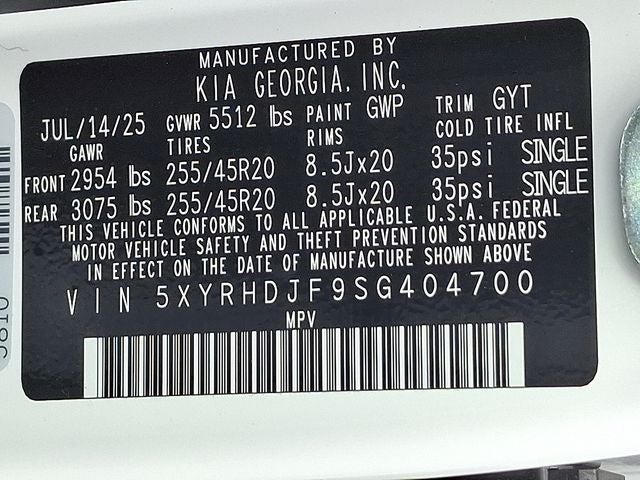 MANUFACTURED BY
KIA GEORGIA, INC.
JUL/14/25 GVWR 5512 lbs PAINT GWP TRIM GYT
GAWR TIRES RIMS COLD TIRE INFL
FRONT 2954 lbs 255/45R20 8.5Jx20 35psi SINGLE
REAR 3075 lbs 255/45R20 8.5Jx20 35psi SINGLE
THIS VEHICLE CONFORMS TO ALL APPLICABLE U.S.A. FEDERAL
MOTOR VEHICLE SAFETY AND THEFT PREVENTION STANDARDS
IN EFFECT ON THE DATE OF MANUFACTURE SHOWN ABOVE
VIN 5XYRHDJF9SG404700
MPV